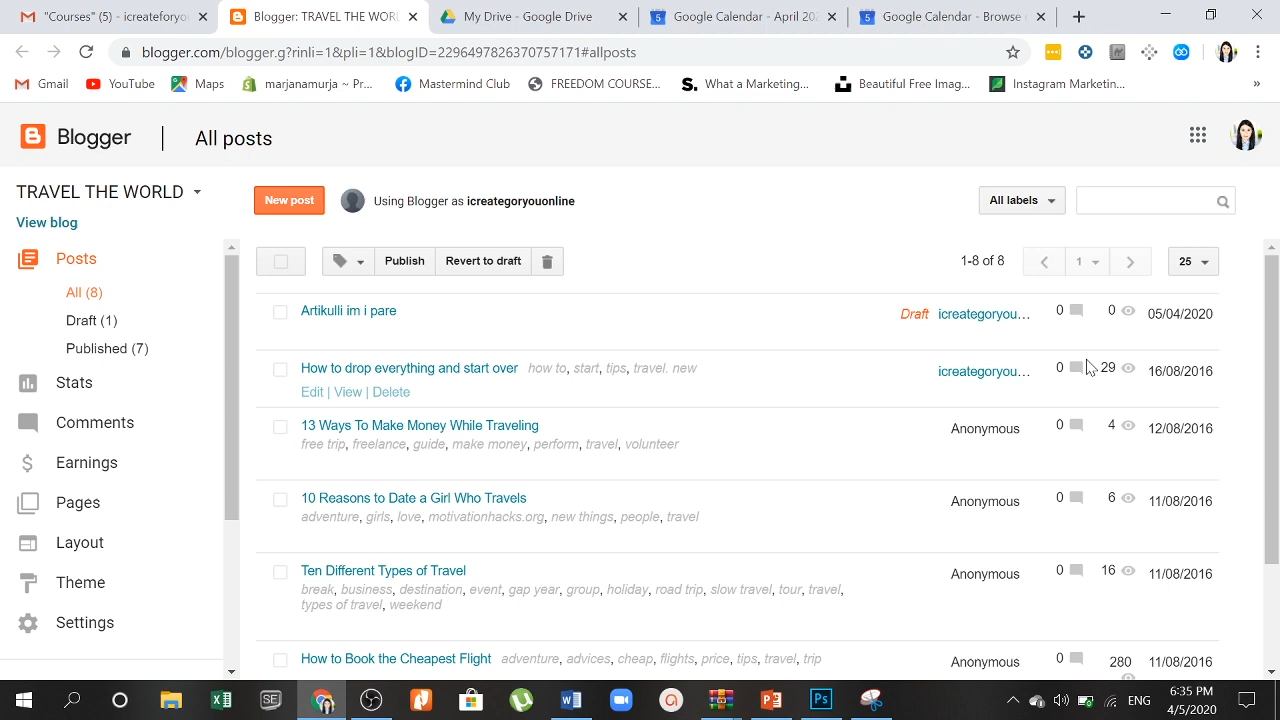 "Courses" (5) - icreateforyo
Blogger: TRAVEL THE WORLD
My Drive - Google Drive
Google Calendar - April 202
Google Calendar - Browse
blogger.com/blogger.g?rinli=1&pli=1&blogID=2296497826370757171#allposts
Gmail
YouTube
Maps
marjanamurja ~ Pr...
Mastermind Club
FREEDOM COURSE...
What a Marketing...
Beautiful Free Imag...
Instagram Marketin...
»
Blogger
All posts
TRAVEL THE WORLD
New post
Using Blogger as icreategoryouonline
All labels
View blog
Posts
All (8)
Draft (1)
Published (7)
Stats
Comments
Earnings
Pages
Layout
Theme
Settings
Publish
Revert to draft
1-8 of 8
1
25
Artikulli im i pare
Draft icreategoryou... 0 0 05/04/2020
How to drop everything and start over how to, start, tips, travel. new
icreategoryou... 0 29 16/08/2016
Edit | View | Delete
13 Ways To Make Money While Traveling
free trip, freelance, guide, make money, perform, travel, volunteer
Anonymous 0 4 12/08/2016
10 Reasons to Date a Girl Who Travels
adventure, girls, love, motivationhacks.org, new things, people, travel
Anonymous 0 6 11/08/2016
Ten Different Types of Travel
break, business, destination, event, gap year, group, holiday, road trip, slow travel, tour, travel,
types of travel, weekend
Anonymous 0 16 11/08/2016
How to Book the Cheapest Flight adventure, advices, cheap, flights, price, tips, travel, trip
Anonymous 0 280 11/08/2016
ENG
6:35 PM
4/5/2020